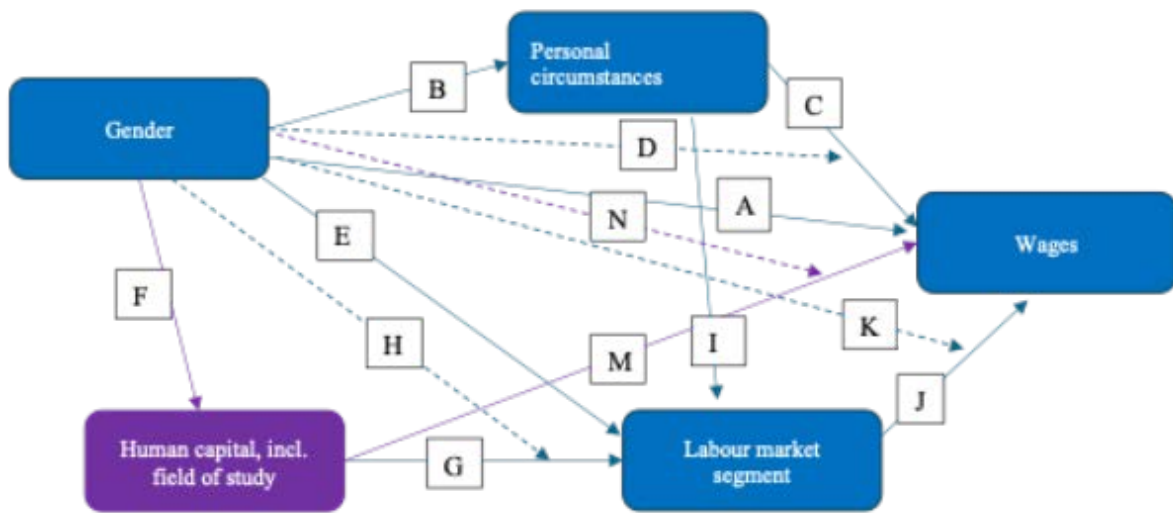 Personal
circumstances
B
C
Gender
D
A
N
E
Wages
F
K
H
I
M
J
Human capital, incl.
field of study
G
Labour market
segment